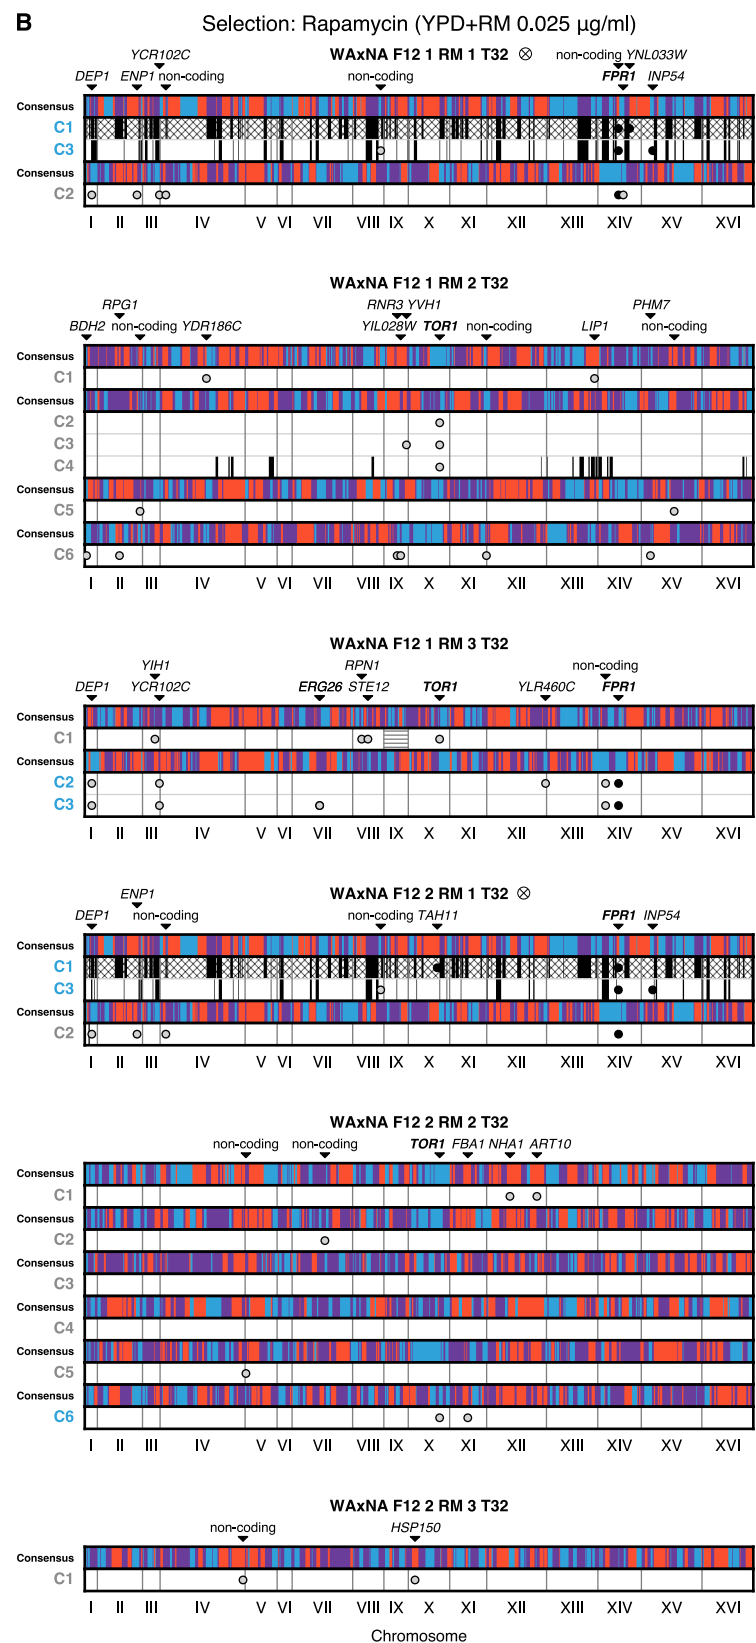 B
Selection: Rapamycin (YPD+RM 0.025 µg/ml)
WAxNA F12 1 RM 1 T32
YCR102C non-coding YNL033W
DEP1 ENP1 non-coding non-coding FPR1 INP54
Consensus
C1
C3
Consensus
C2
I II III IV V VI VII VIII IX X XI XII XIII XIV XV XVI
WAxNA F12 1 RM 2 T32
RPG1 RNR3 YVH1 PHM7
BDH2 non-coding YDR186C YIL028W TOR1 non-coding LIP1 non-coding
Consensus
C1
Consensus
C2
C3
C4
Consensus
C5
Consensus
C6
I II III IV V VI VII VIII IX X XI XII XIII XIV XV XVI
WAxNA F12 1 RM 3 T32
YIH1 RPN1 non-coding
DEP1 YCR102C ERG26 STE12 TOR1 YLR460C FPR1
Consensus
C1
Consensus
C2
C3
I II III IV V VI VII VIII IX X XI XII XIII XIV XV XVI
WAxNA F12 2 RM 1 T32
ENP1
DEP1 non-coding non-coding TAH11 FPR1 INP54
Consensus
C1
C3
Consensus
C2
I II III IV V VI VII VIII IX X XI XII XIII XIV XV XVI
WAxNA F12 2 RM 2 T32
non-coding non-coding TOR1 FBA1 NHA1 ART10
Consensus
C1
Consensus
C2
Consensus
C3
Consensus
C4
Consensus
C5
Consensus
C6
I II III IV V VI VII VIII IX X XI XII XIII XIV XV XVI
WAxNA F12 2 RM 3 T32
non-coding HSP150
Consensus
C1
I II III IV V VI VII VIII IX X XI XII XIII XIV XV XVI
Chromosome